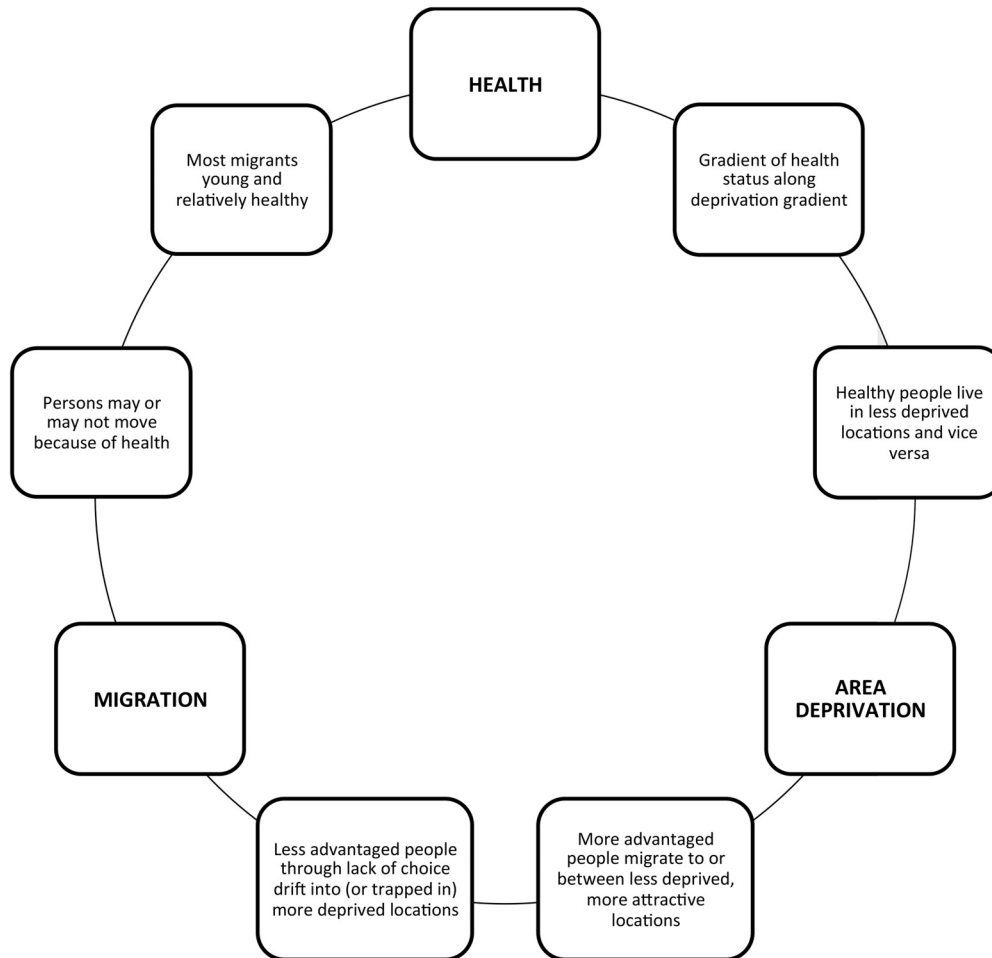 HEALTH
Gradient of health
status along
deprivation gradient
Healthy people live
in less deprived
locations and vice
versa
AREA
DEPRIVATION
More advantaged
people migrate to or
between less deprived,
more attractive
locations
Less advantaged people
through lack of choice
drift into (or trapped in)
more deprived locations
MIGRATION
Persons may or
may not move
because of health
Most migrants
young and
relatively healthy